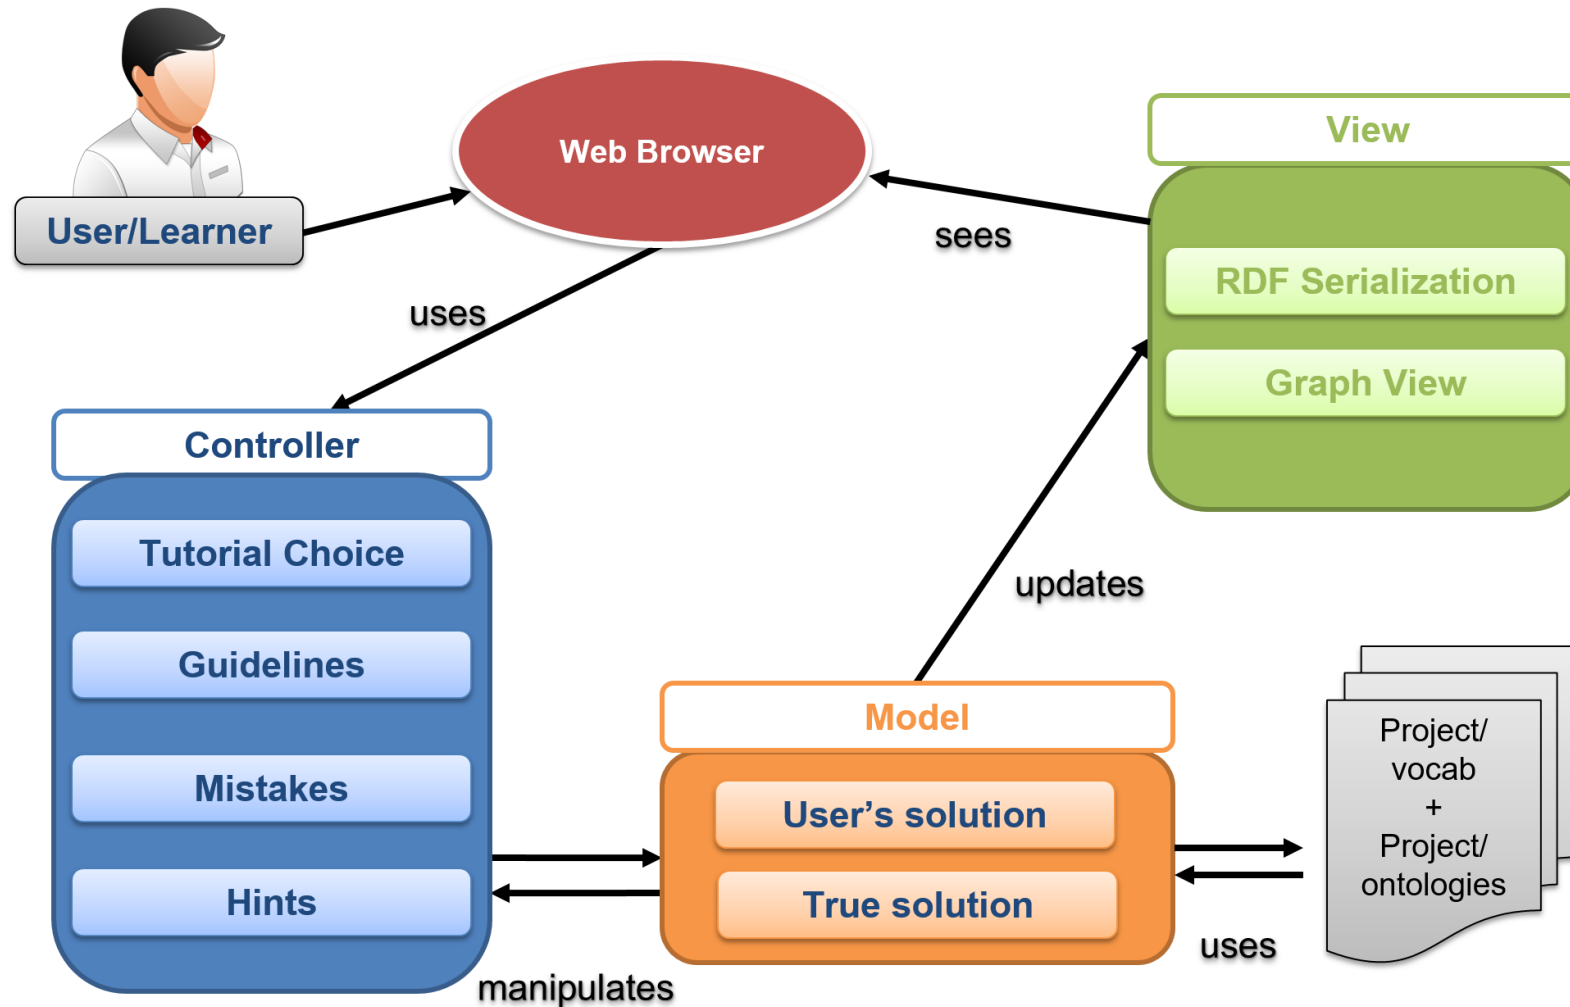 Web Browser
View
User/Learner
sees
RDF Serialization
uses
Graph View
Controller
Tutorial Choice
updates
Guidelines
Model
Project/
vocab
+
Project/
ontologies
Mistakes
User’s solution
Hints
True solution
uses
manipulates